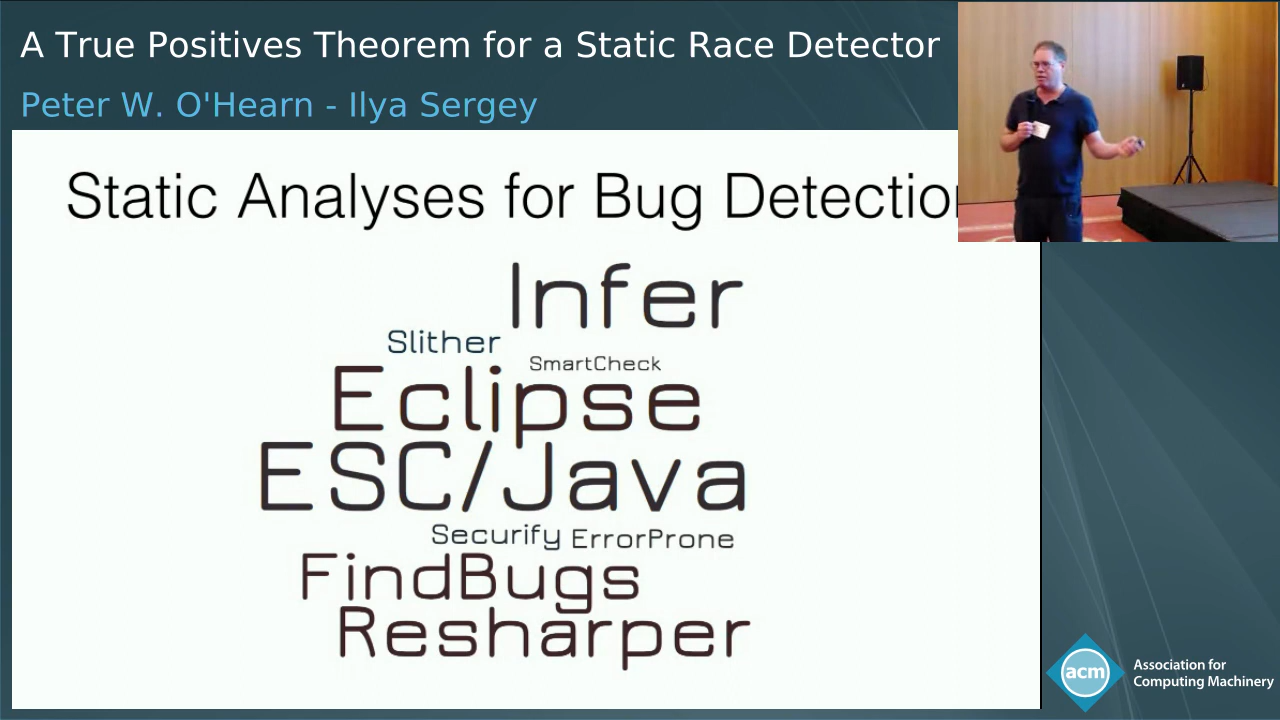 A True Positives Theorem for a Static Race Detector
Peter W. O'Hearn - Ilya Sergey
Static Analyses for Bug Detection
Infer
Slither
SmartCheck
Eclipse
ESC/Java
Securify ErrorProne
FindBugs
Resharper
acm
Association for
Computing Machinery